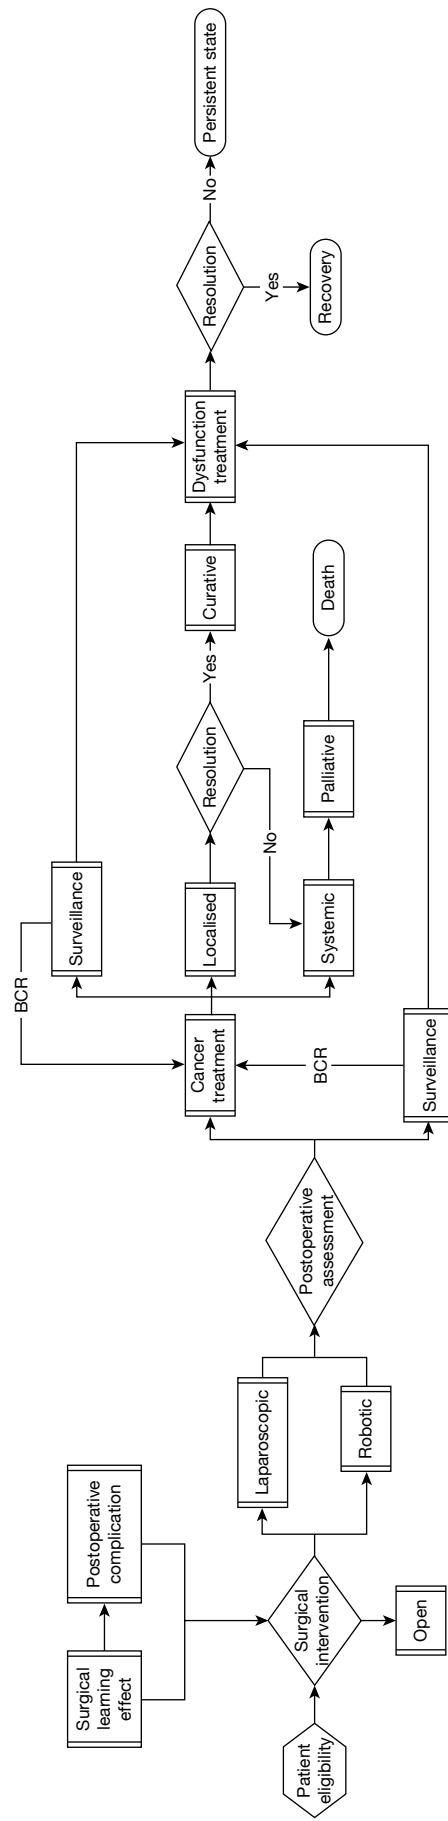 Patient
eligibility
Surgical
intervention
Open
Surgical
learning
effect
Postoperative
complication
Laparoscopic
Robotic
Postoperative
assessment
Cancer
treatment
Surveillance
BCR
BCR
Surveillance
Localised
Systemic
Resolution
No
Yes
Palliative
Curative
Death
Dysfunction
treatment
Resolution
Yes
Recovery
No
Persistent state